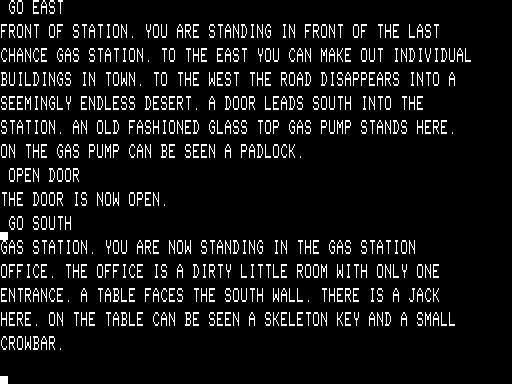 GO EAST
FRONT OF STATION. YOU ARE STANDING IN FRONT OF THE LAST
CHANCE GAS STATION. TO THE EAST YOU CAN MAKE OUT INDIVIDUAL
BUILDINGS IN TOWN. TO THE WEST THE ROAD DISAPPEARS INTO A
SEEMINGLY ENDLESS DESERT. A DOOR LEADS SOUTH INTO THE
STATION. AN OLD FASHIONED GLASS TOP GAS PUMP STANDS HERE.
ON THE GAS PUMP CAN BE SEEN A PADLOCK.
OPEN DOOR
THE DOOR IS NOW OPEN.
GO SOUTH
GAS STATION. YOU ARE NOW STANDING IN THE GAS STATION
OFFICE. THE OFFICE IS A DIRTY LITTLE ROOM WITH ONLY ONE
ENTRANCE. A TABLE FACES THE SOUTH WALL. THERE IS A JACK
HERE. ON THE TABLE CAN BE SEEN A SKELETON KEY AND A SMALL
CROWBAR.